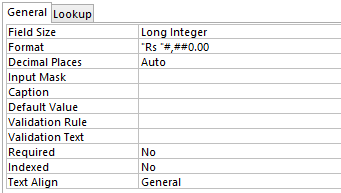 General Lookup
Field Size Long Integer
Format "Rs "#,##0.00
Decimal Places Auto
Input Mask
Caption
Default Value
Validation Rule
Validation Text
Required No
Indexed No
Text Align General